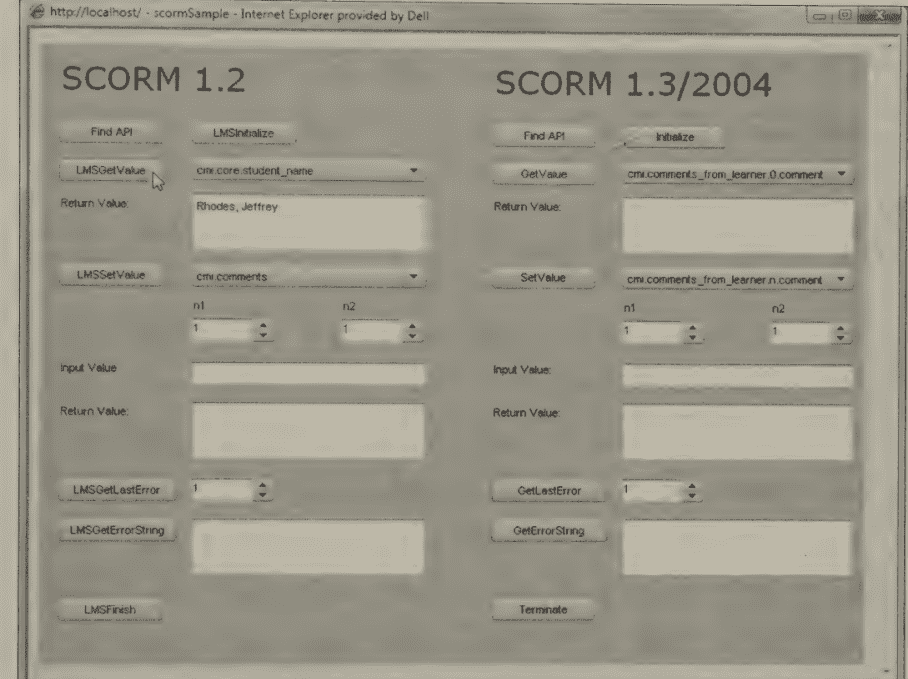 http://localhost/ - scormSample - Internet Explorer provided by Dell
SCORM 1.2
Find API LMSInitialize
LMSGetValue cmi.core.student_name
Return Value: Rhodes, Jeffrey
LMSSetValue cmi.comments
n1 n2
1 1
Input Value
Return Value:
LMSGetLastError 1
LMSGetErrorString
LMSFinish
SCORM 1.3/2004
Find API Initialize
GetValue cmi.comments_from_learner.0.comment
Return Value:
SetValue cmi.comments_from_learner.n.comment
n1 n2
1 1
Input Value:
Return Value:
GetLastError 1
GetErrorString
Terminate